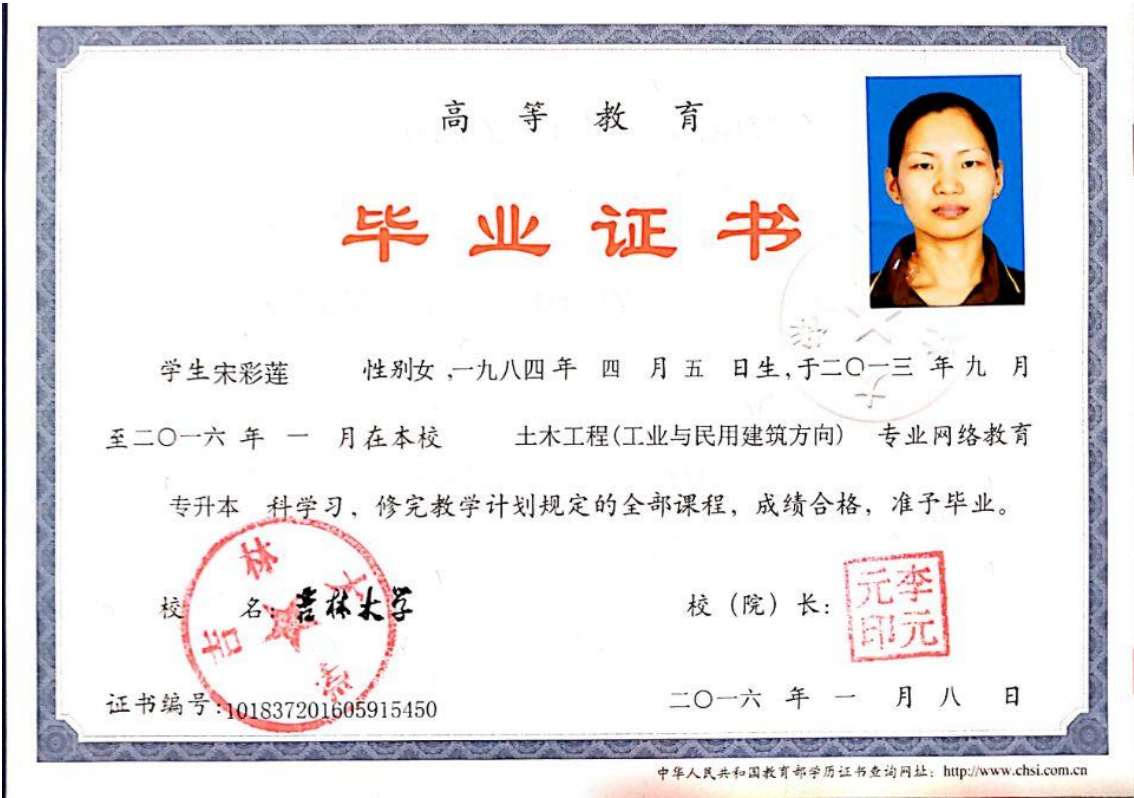 高等教育
毕业证书
学生宋彩莲 性别女,一九八四年 四 月 五 日生,于二〇一三 年 九 月
至二〇一六 年 一 月在本校 土木工程(工业与民用建筑方向) 专业网络教育
专升本 科学习,修完教学计划规定的全部课程,成绩合格,准予毕业。
校 名:吉林大学
吉林大学
校(院)长:
李元元印
证书编号:101837201605915450
二〇一六 年 一 月 八 日
中华人民共和国教育部学历证书查询网址:http://www.chsi.com.cn